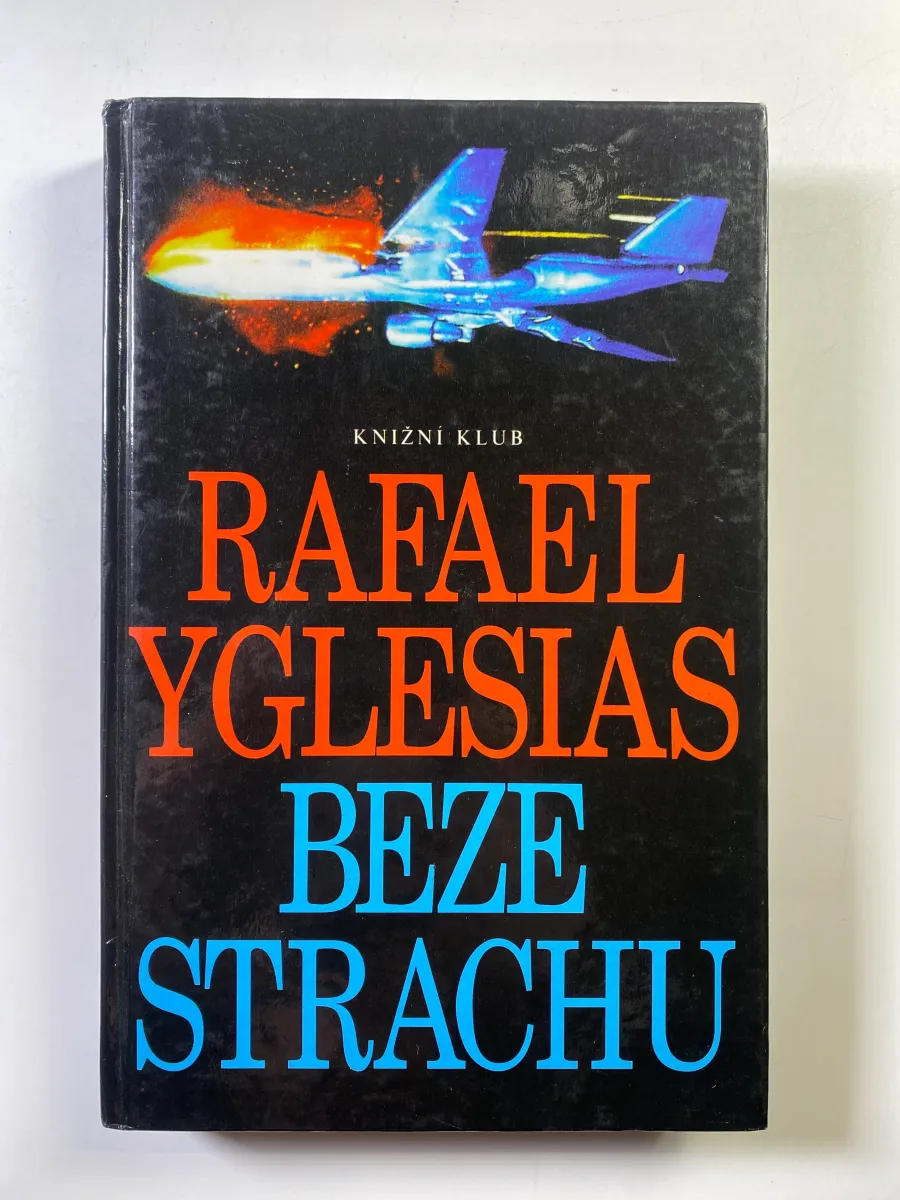 KNIŽNÍ KLUB
RAFAEL
YGLESIAS
BEZE
STRACHU